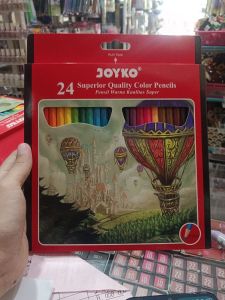 JOYKO
24 Superior Quality Color Pencils
Pensil Warna Kualitas Super